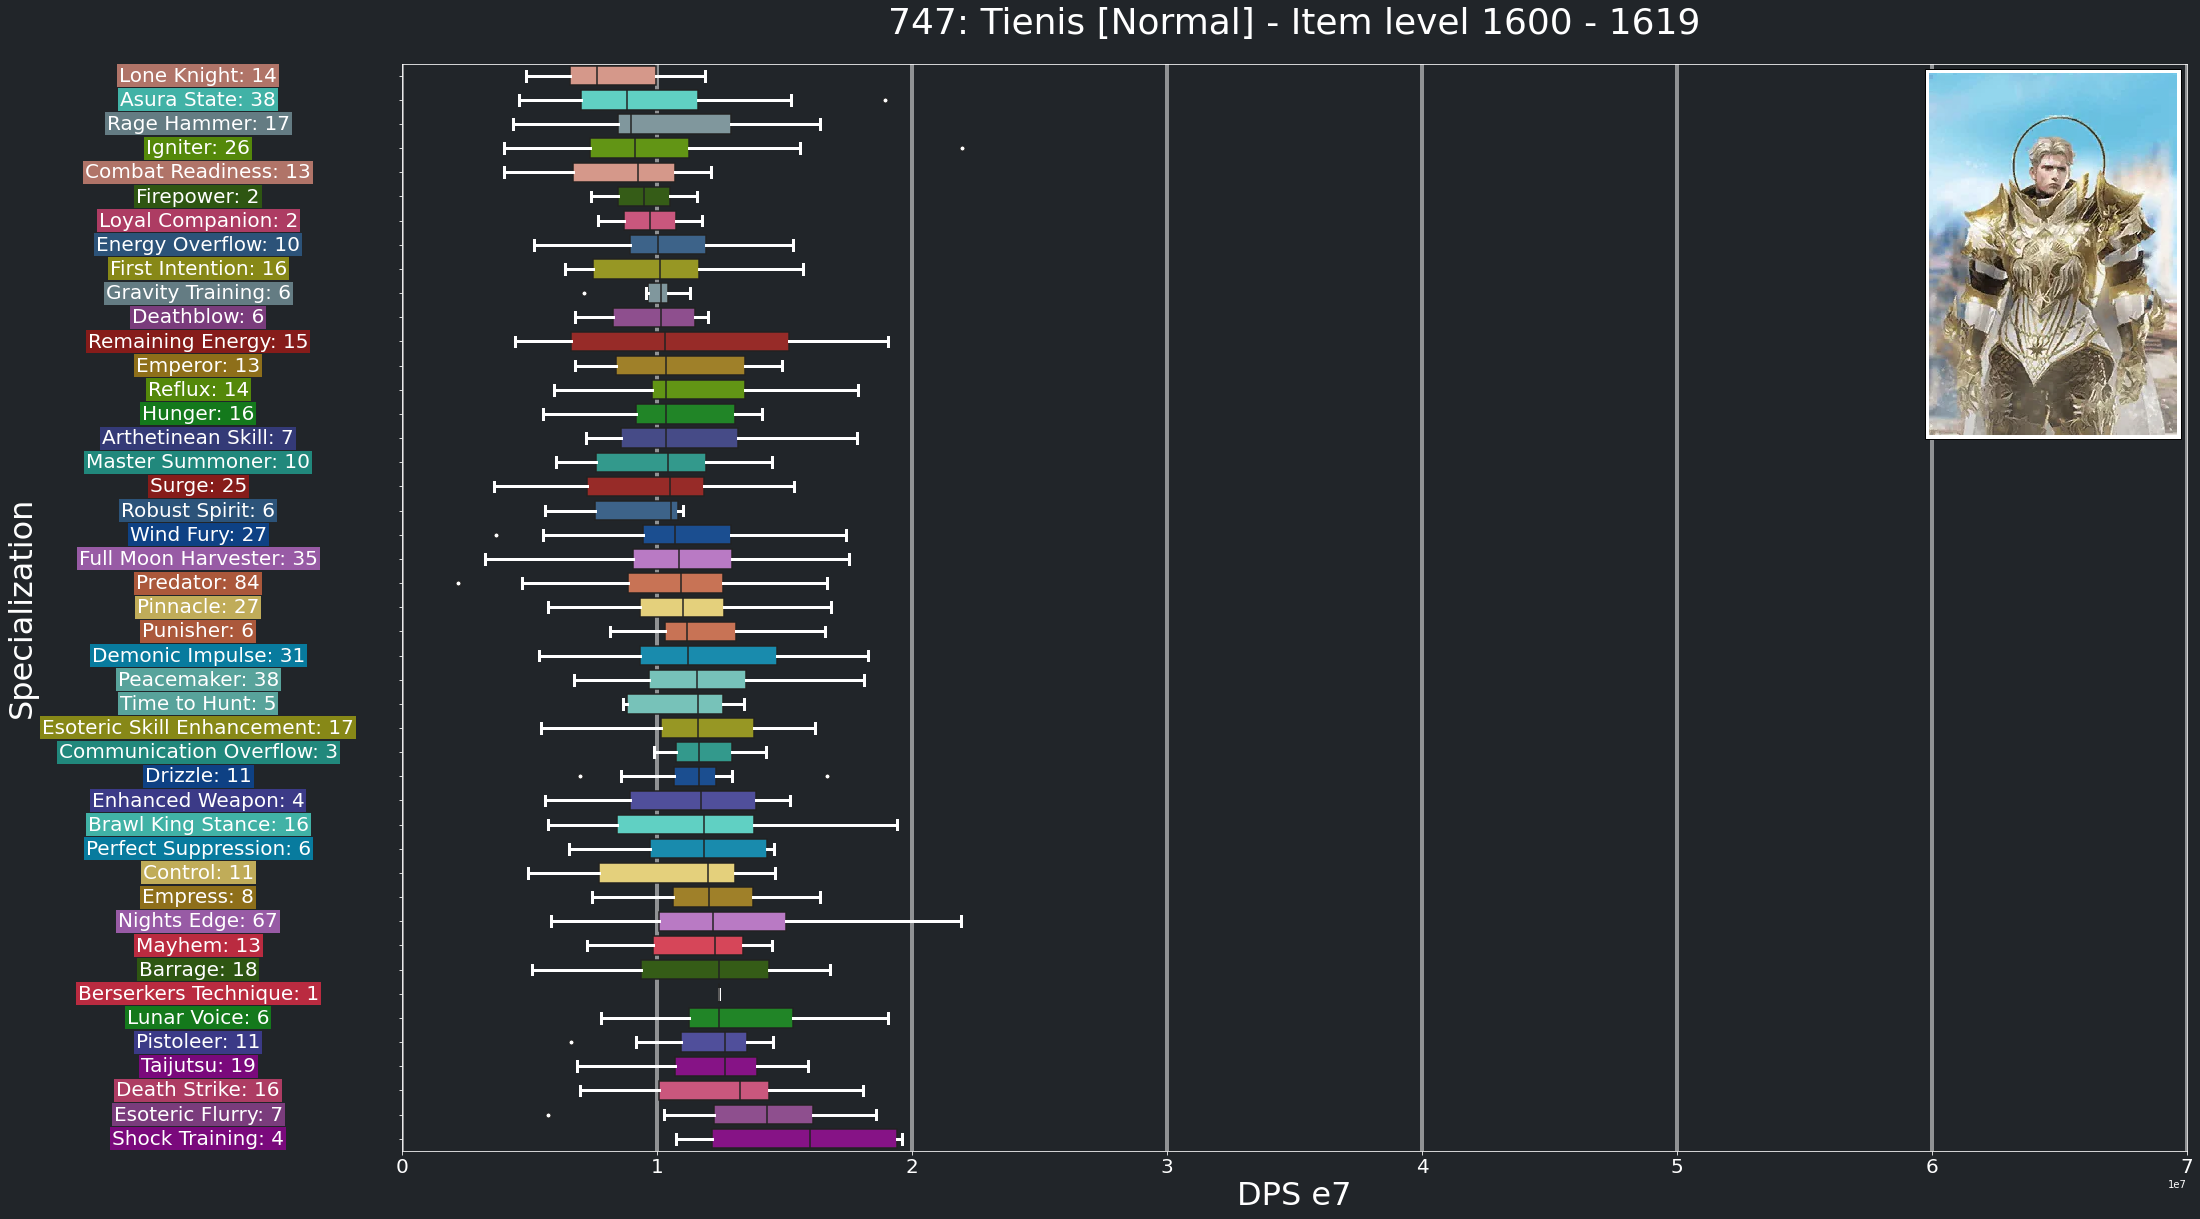 747: Tienis [Normal] - Item level 1600 - 1619
Lone Knight: 14
Asura State: 38
Rage Hammer: 17
Igniter: 26
Combat Readiness: 13
Firepower: 2
Loyal Companion: 2
Energy Overflow: 10
First Intention: 16
Gravity Training: 6
Deathblow: 6
Remaining Energy: 15
Emperor: 13
Reflux: 14
Hunger: 16
Arthetinean Skill: 7
Master Summoner: 10
Surge: 25
Robust Spirit: 6
Wind Fury: 27
Full Moon Harvester: 35
Predator: 84
Pinnacle: 27
Punisher: 6
Demonic Impulse: 31
Peacemaker: 38
Time to Hunt: 5
Esoteric Skill Enhancement: 17
Communication Overflow: 3
Drizzle: 11
Enhanced Weapon: 4
Brawl King Stance: 16
Perfect Suppression: 6
Control: 11
Empress: 8
Nights Edge: 67
Mayhem: 13
Barrage: 18
Berserkers Technique: 1
Lunar Voice: 6
Pistoleer: 11
Taijutsu: 19
Death Strike: 16
Esoteric Flurry: 7
Shock Training: 4
Specialization
0 1 2 3 4 5 6 7
1e7
DPS e7